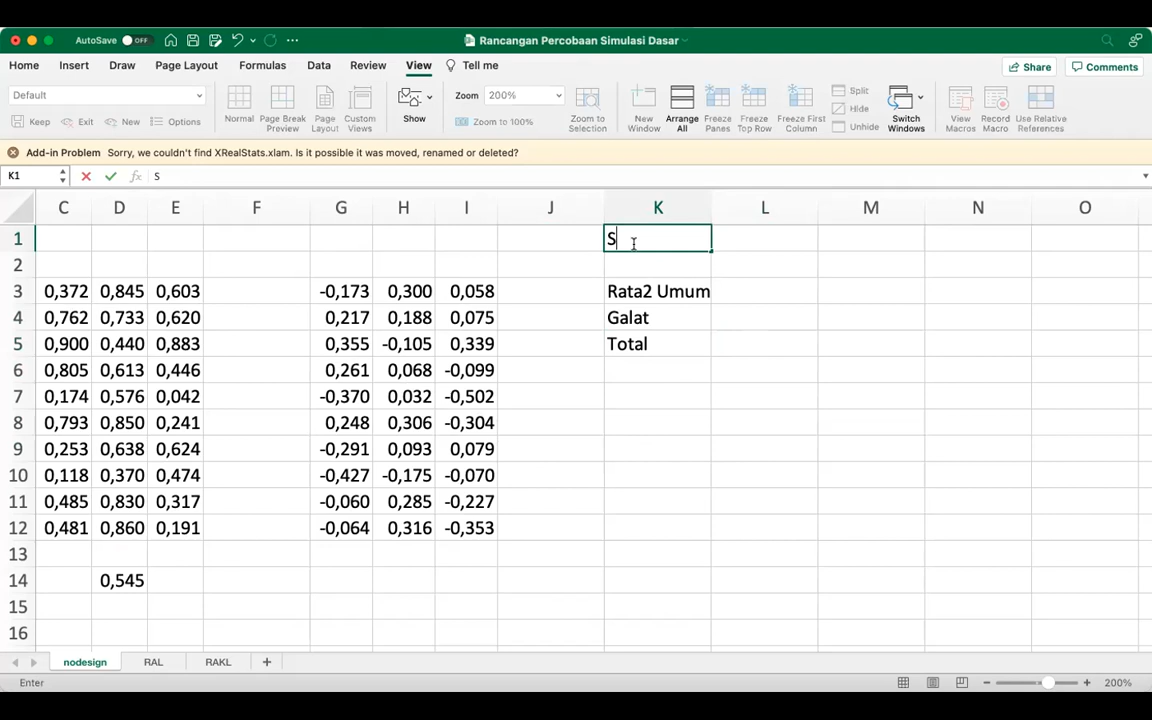 AutoSave OFF Rancangan Percobaan Simulasi Dasar
Home Insert Draw Page Layout Formulas Data Review View Tell me Share Comments
Default Zoom 200% Split
Hide
Unhide
Keep Exit New Options Normal Page Break Preview Page Layout Custom Views Show Zoom to 100% Zoom to Selection New Window Arrange All Freeze Panes Freeze Top Row Freeze First Column Switch Windows View Macros Record Macro Use Relative References
Add-in Problem Sorry, we couldn't find XRealStats.xlam. Is it possible it was moved, renamed or deleted?
K1 fx S
C D E F G H I J K L M N O
1 S
2
3 0,372 0,845 0,603 -0,173 0,300 0,058 Rata2 Umum
4 0,762 0,733 0,620 0,217 0,188 0,075 Galat
5 0,900 0,440 0,883 0,355 -0,105 0,339 Total
6 0,805 0,613 0,446 0,261 0,068 -0,099
7 0,174 0,576 0,042 -0,370 0,032 -0,502
8 0,793 0,850 0,241 0,248 0,306 -0,304
9 0,253 0,638 0,624 -0,291 0,093 0,079
10 0,118 0,370 0,474 -0,427 -0,175 -0,070
11 0,485 0,830 0,317 -0,060 0,285 -0,227
12 0,481 0,860 0,191 -0,064 0,316 -0,353
13
14 0,545
15
16
nodesign RAL RAKL
Enter 200%